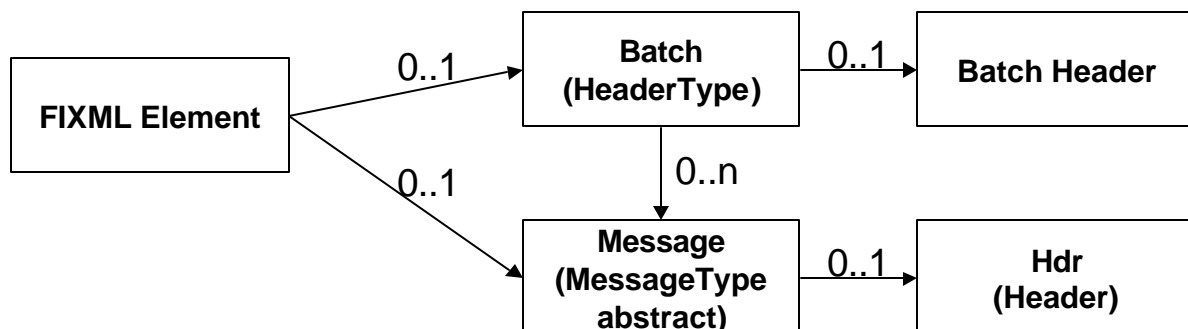 FIXML Element
0..1
0..1
Batch
(HeaderType)
0..1
Batch Header
0..n
Message
(MessageType
abstract)
0..1
Hdr
(Header)